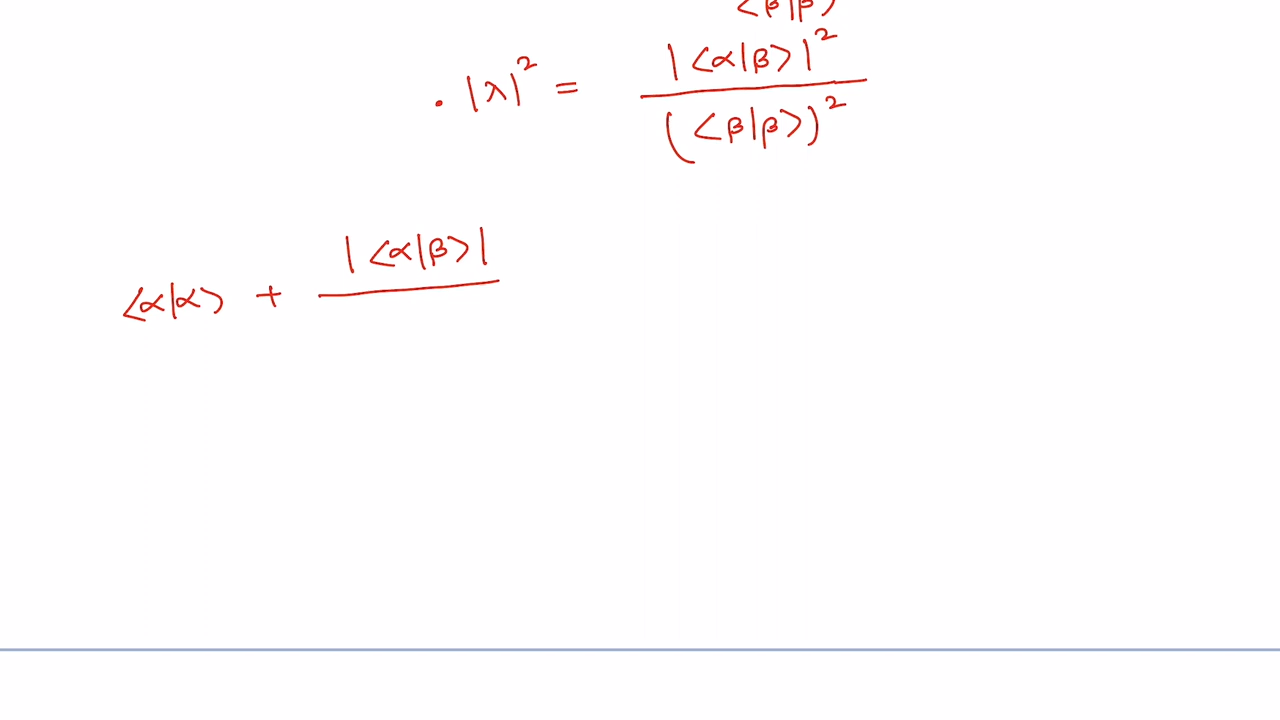 <β|β>
. |λ|² = |<α|β>|² / (<β|β>)²
<α|α> + |<α|β>|